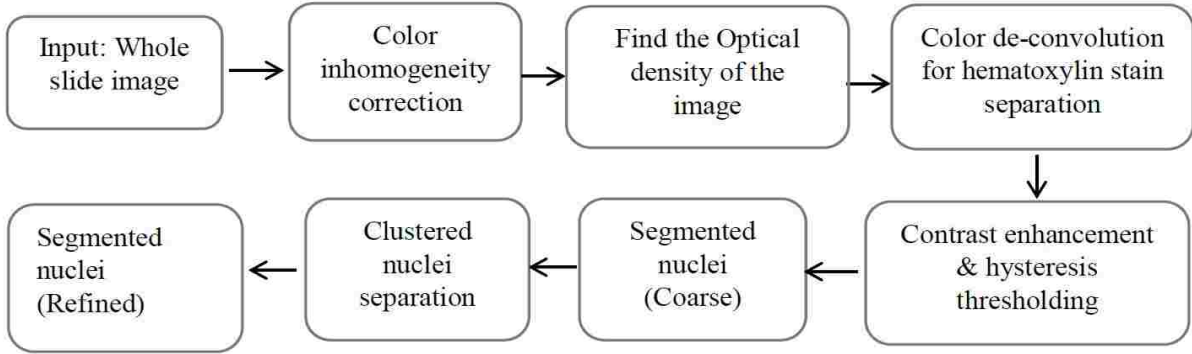 Input: Whole
slide image
Color
inhomogeneity
correction
Find the Optical
density of the
image
Color de-convolution
for hematoxylin stain
separation
Contrast enhancement
& hysteresis
thresholding
Segmented
nuclei
(Coarse)
Clustered
nuclei
separation
Segmented
nuclei
(Refined)